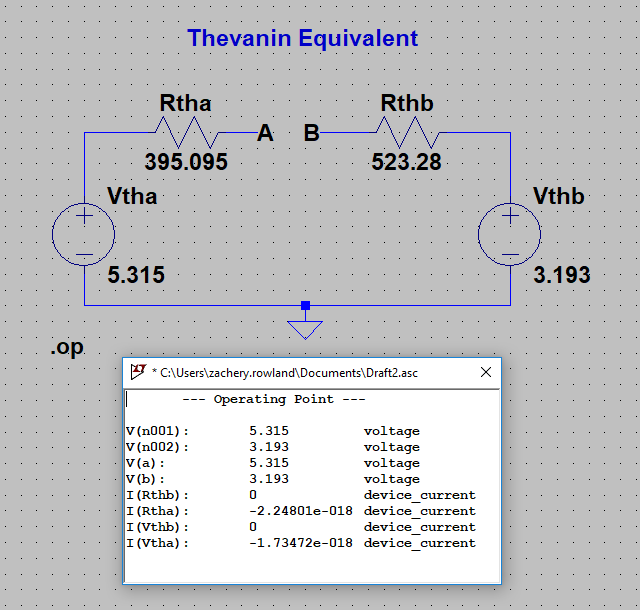 Thevanin Equivalent
Rtha
Rthb
A B
395.095
523.28
Vtha
Vthb
5.315
3.193
.op
* C:\Users\zachery.rowland\Documents\Draft2.asc
--- Operating Point ---
V(n001): 5.315 voltage
V(n002): 3.193 voltage
V(a): 5.315 voltage
V(b): 3.193 voltage
I(Rthb): 0 device_current
I(Rtha): -2.24801e-018 device_current
I(Vthb): 0 device_current
I(Vtha): -1.73472e-018 device_current